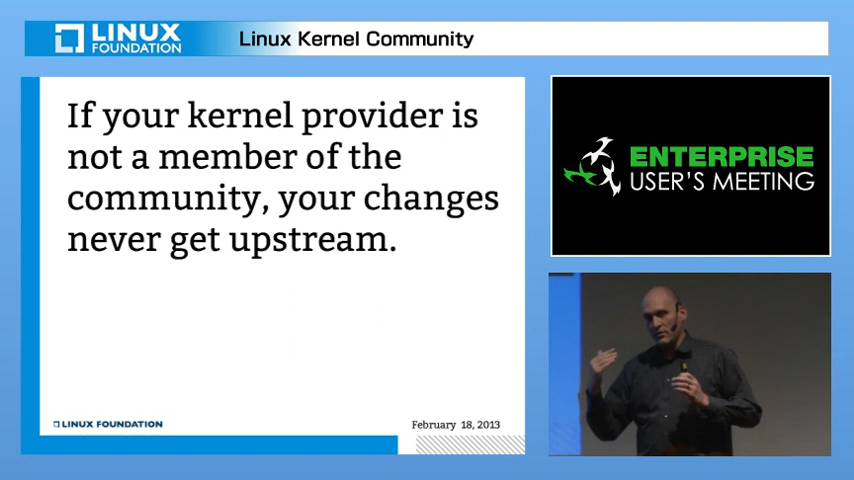 LINUX
FOUNDATION
Linux Kernel Community
If your kernel provider is
not a member of the
community, your changes
never get upstream.
LINUX FOUNDATION
February 18, 2013
ENTERPRISE
USER'S MEETING